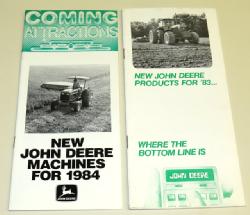 COMING
ATTRACTIONS
NEW
JOHN DEERE
MACHINES
FOR 1984
JOHN DEERE
NEW JOHN DEERE
PRODUCTS FOR '83...
WHERE THE
BOTTOM LINE IS
JOHN DEERE